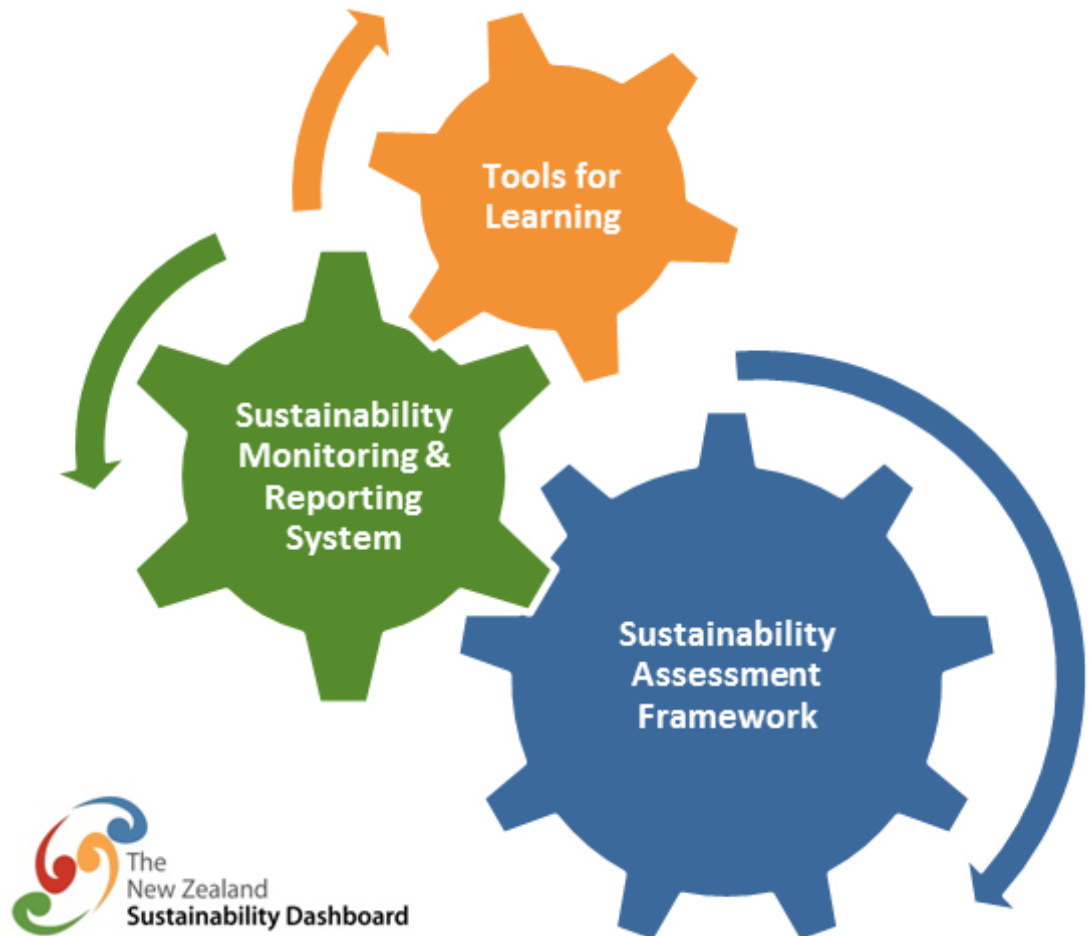 Tools for
Learning
Sustainability
Monitoring &
Reporting
System
Sustainability
Assessment
Framework
The
New Zealand
Sustainability Dashboard